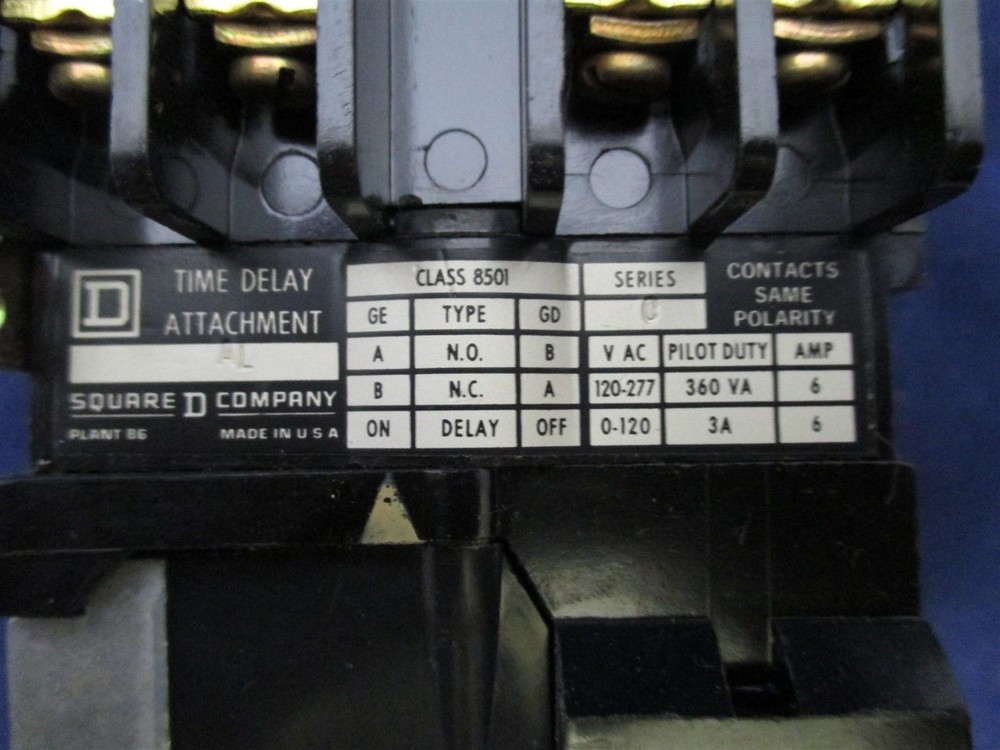 D
TIME DELAY
ATTACHMENT
AL
SQUARE D COMPANY
PLANT 86 MADE IN U S A
CLASS 8501
GE TYPE GD
A N.O. B
B N.C. A
ON DELAY OFF
SERIES
C
CONTACTS
SAME
POLARITY
V AC PILOT DUTY AMP
120-277 360 VA 6
0-120 3A 6